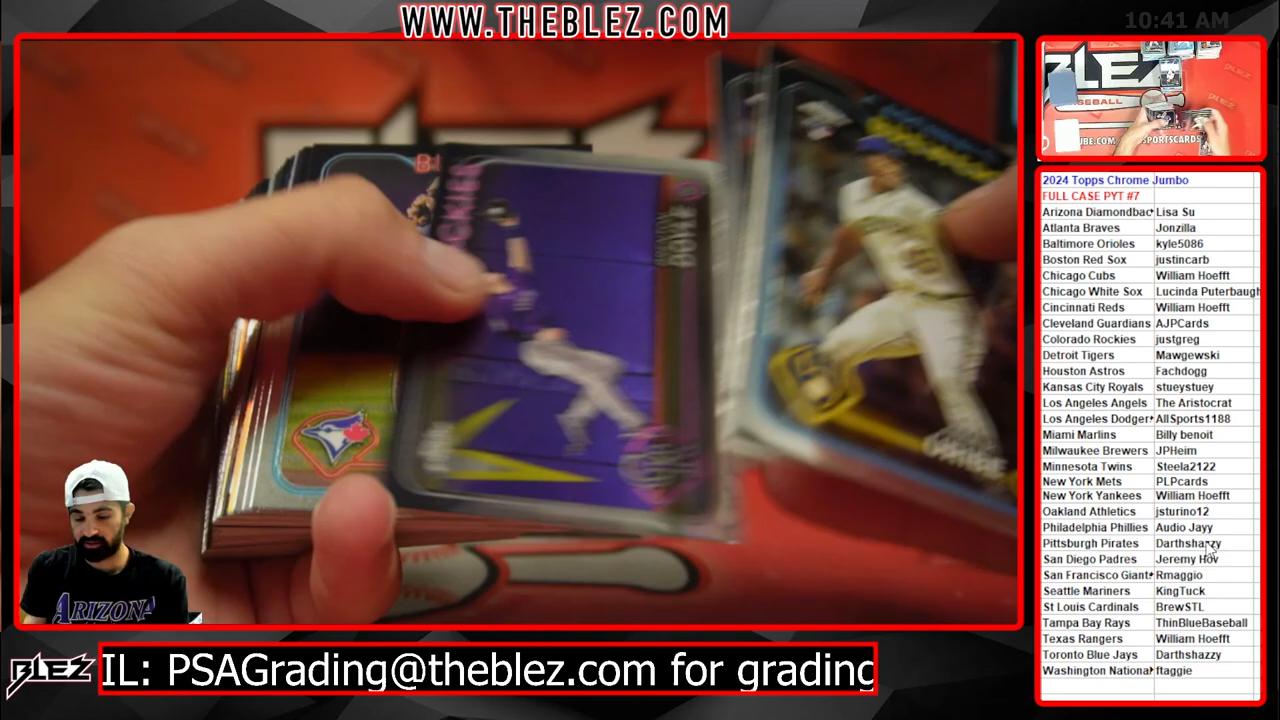 WWW.THEBLEZ.COM
10:41 AM
BLEZ
BASEBALL
2024 Topps Chrome Jumbo
FULL CASE PYT #7
Arizona Diamondbac Lisa Su
Atlanta Braves Jonzilla
Baltimore Orioles kyle5086
Boston Red Sox justincarb
Chicago Cubs William Hoefft
Chicago White Sox Lucinda Puterbaugh
Cincinnati Reds William Hoefft
Cleveland Guardians AJPCards
Colorado Rockies justgreg
Detroit Tigers Mawgewski
Houston Astros Fachdogg
Kansas City Royals stueystuey
Los Angeles Angels The Aristocrat
Los Angeles Dodger AllSports1188
Miami Marlins Billy benoit
Milwaukee Brewers JPHeim
Minnesota Twins Steela2122
New York Mets PLPcards
New York Yankees William Hoefft
Oakland Athletics jsturino12
Philadelphia Phillies Audio Jayy
Pittsburgh Pirates Darthshazzy
San Diego Padres Jeremy Hov
San Francisco Giant Rmaggio
Seattle Mariners KingTuck
St Louis Cardinals BrewSTL
Tampa Bay Rays ThinBlueBaseball
Texas Rangers William Hoefft
Toronto Blue Jays Darthshazzy
Washington National ftaggie
ARIZONA
BLEZ
IL: PSAGrading@theblez.com for grading